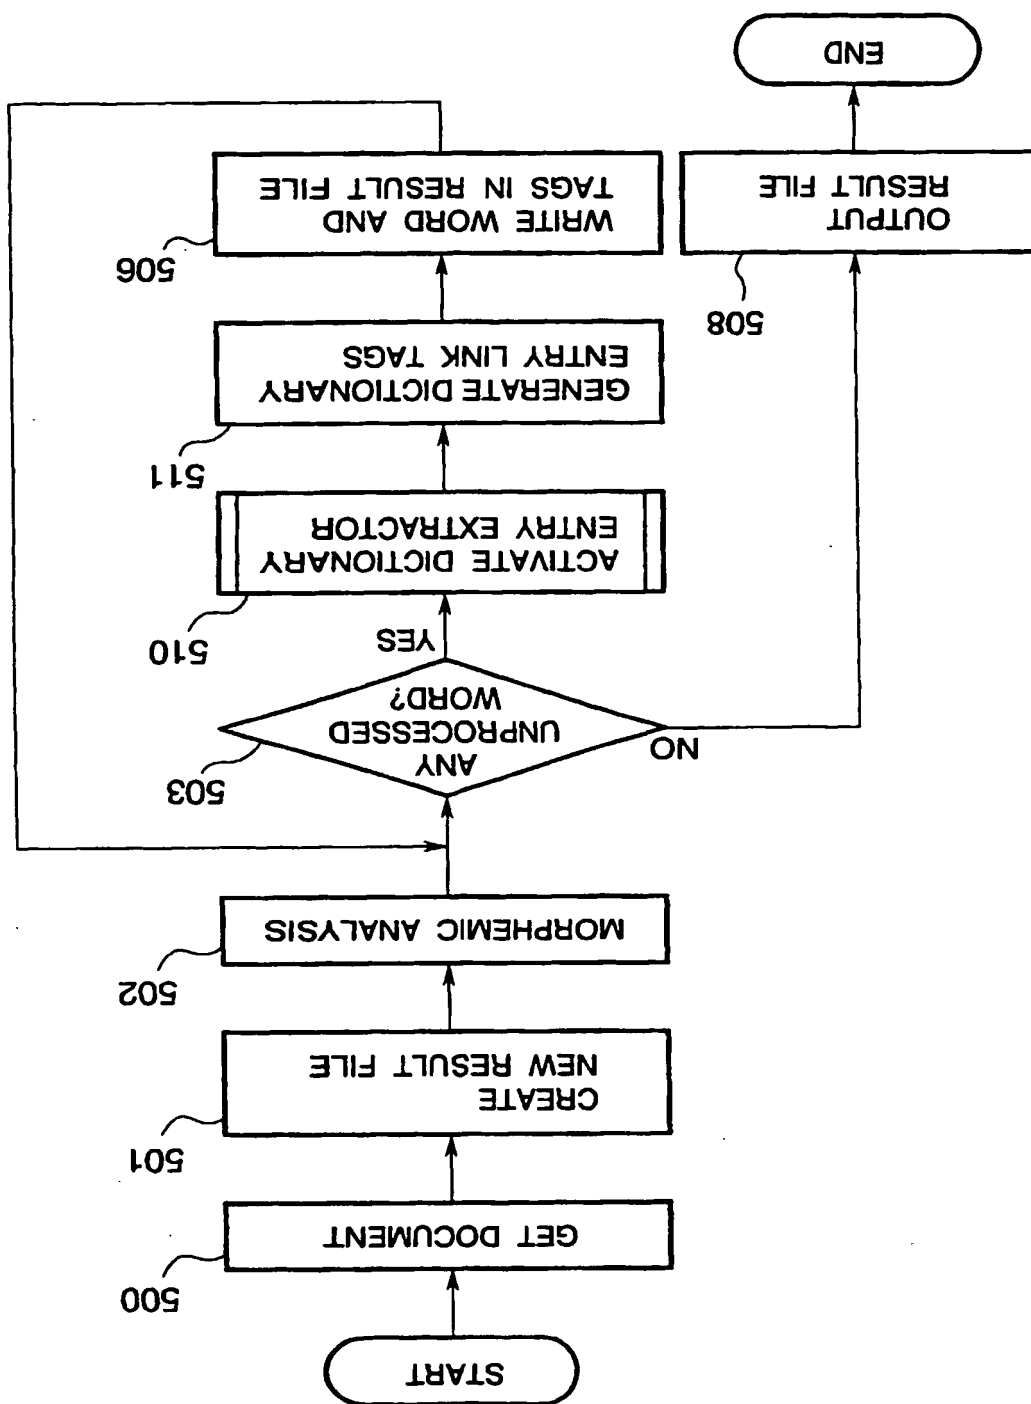 START
500
GET DOCUMENT
501
CREATE
NEW RESULT FILE
502
MORPHEMIC ANALYSIS
503
ANY
UNPROCESSED
WORD?
NO
YES
510
ACTIVATE DICTIONARY
ENTRY EXTRACTOR
511
GENERATE DICTIONARY
ENTRY LINK TAGS
506
WRITE WORD AND
TAGS IN RESULT FILE
508
OUTPUT
RESULT FILE
END